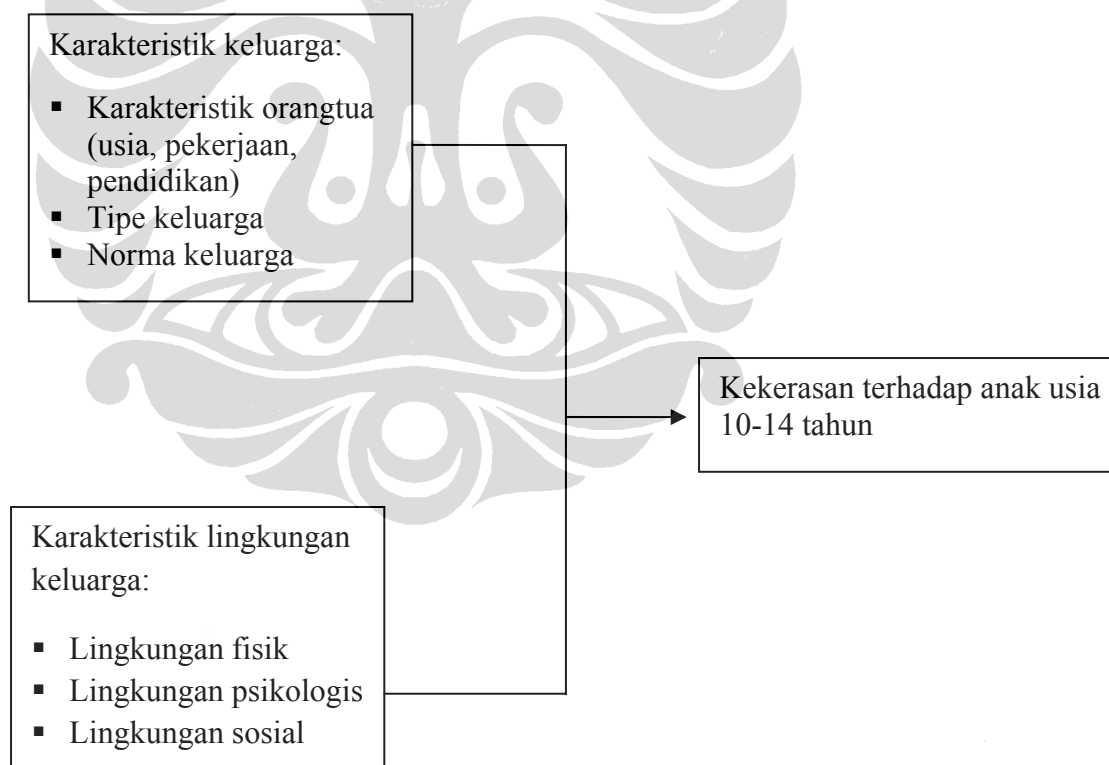 Karakteristik keluarga:
▪ Karakteristik orangtua
(usia, pekerjaan,
pendidikan)
▪ Tipe keluarga
▪ Norma keluarga
Kekerasan terhadap anak usia
10-14 tahun
Karakteristik lingkungan
keluarga:
▪ Lingkungan fisik
▪ Lingkungan psikologis
▪ Lingkungan sosial